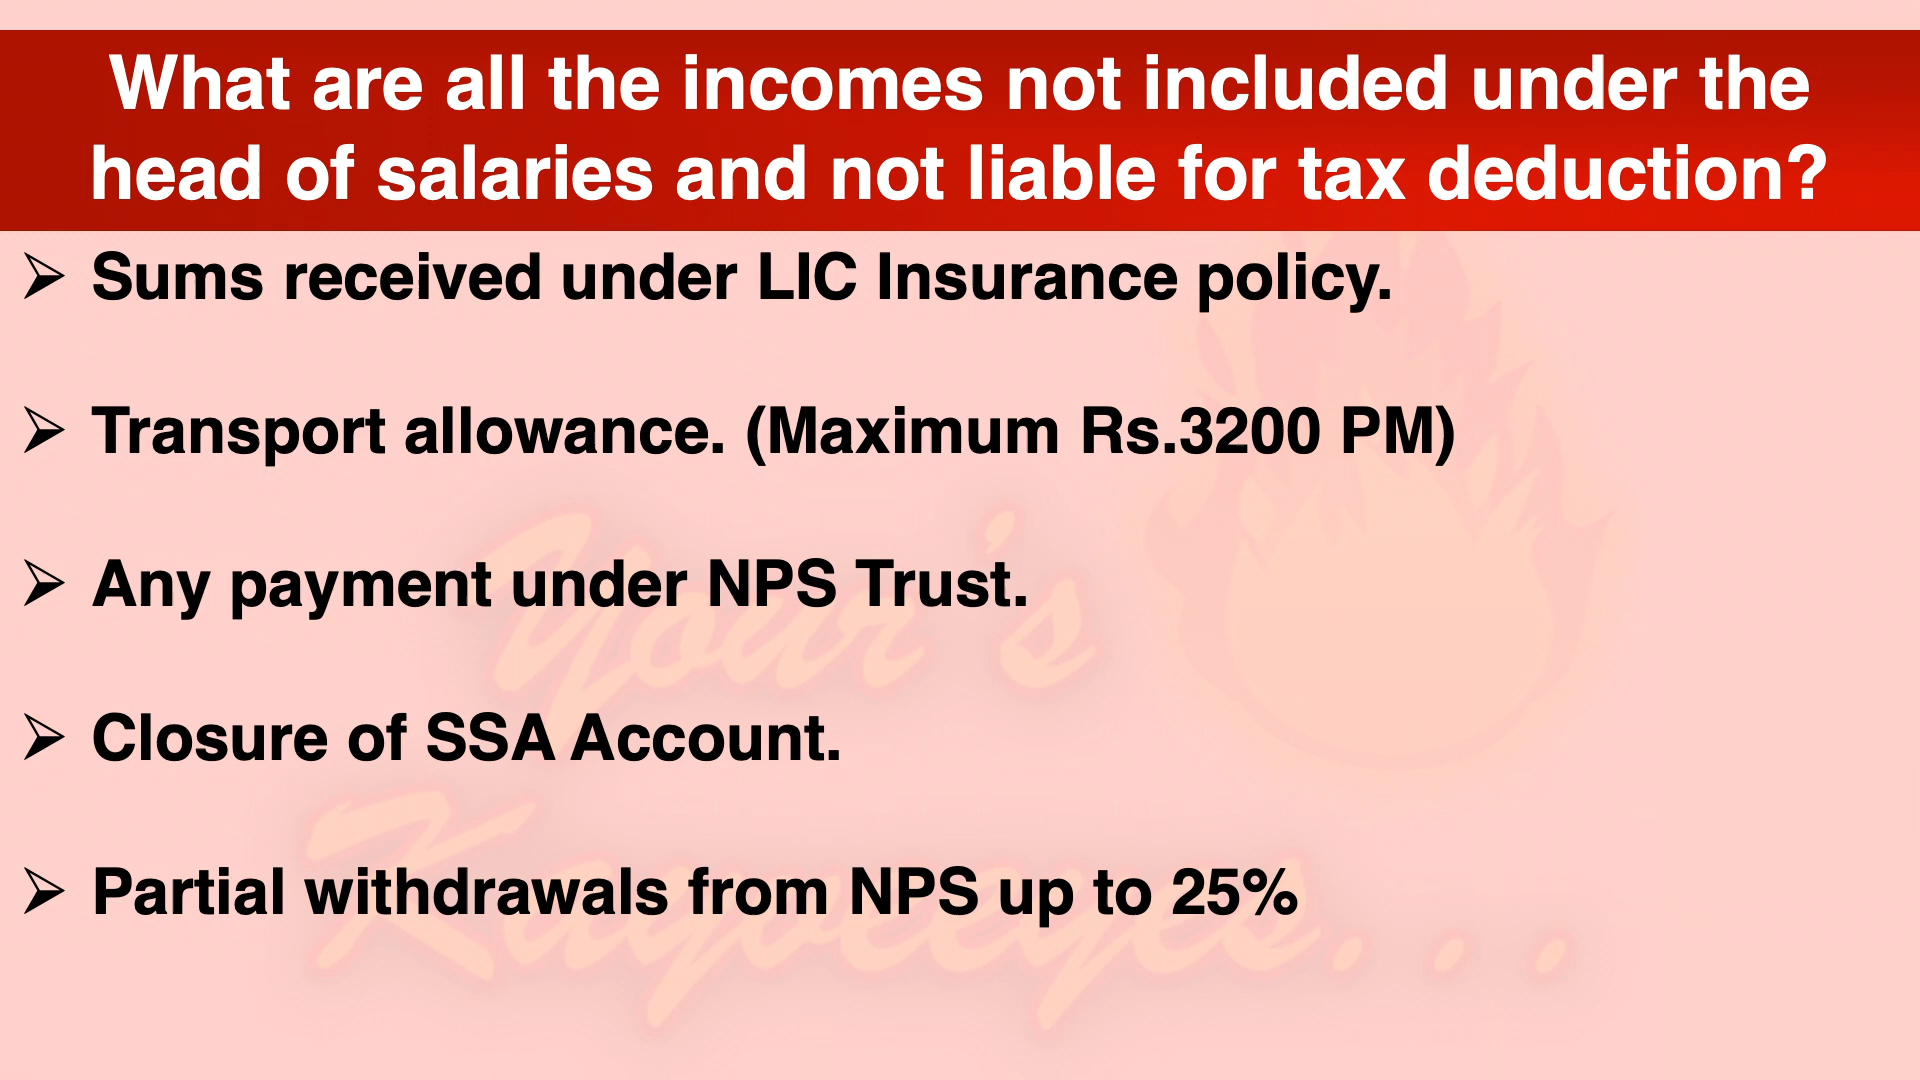 What are all the incomes not included under the
head of salaries and not liable for tax deduction?
➢ Sums received under LIC Insurance policy.
➢ Transport allowance. (Maximum Rs.3200 PM)
➢ Any payment under NPS Trust.
➢ Closure of SSA Account.
➢ Partial withdrawals from NPS up to 25%
Your's
Kayveeyes...